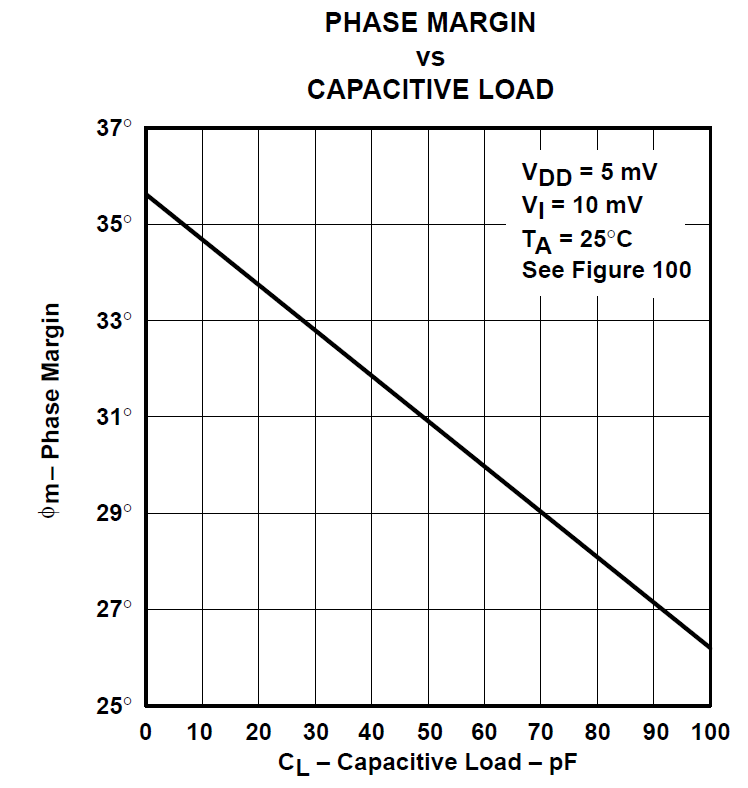 PHASE MARGIN
vs
CAPACITIVE LOAD
37°
35°
33°
31°
29°
27°
25°
VDD = 5 mV
VI = 10 mV
TA = 25°C
See Figure 100
ϕm – Phase Margin
0 10 20 30 40 50 60 70 80 90 100
CL – Capacitive Load – pF